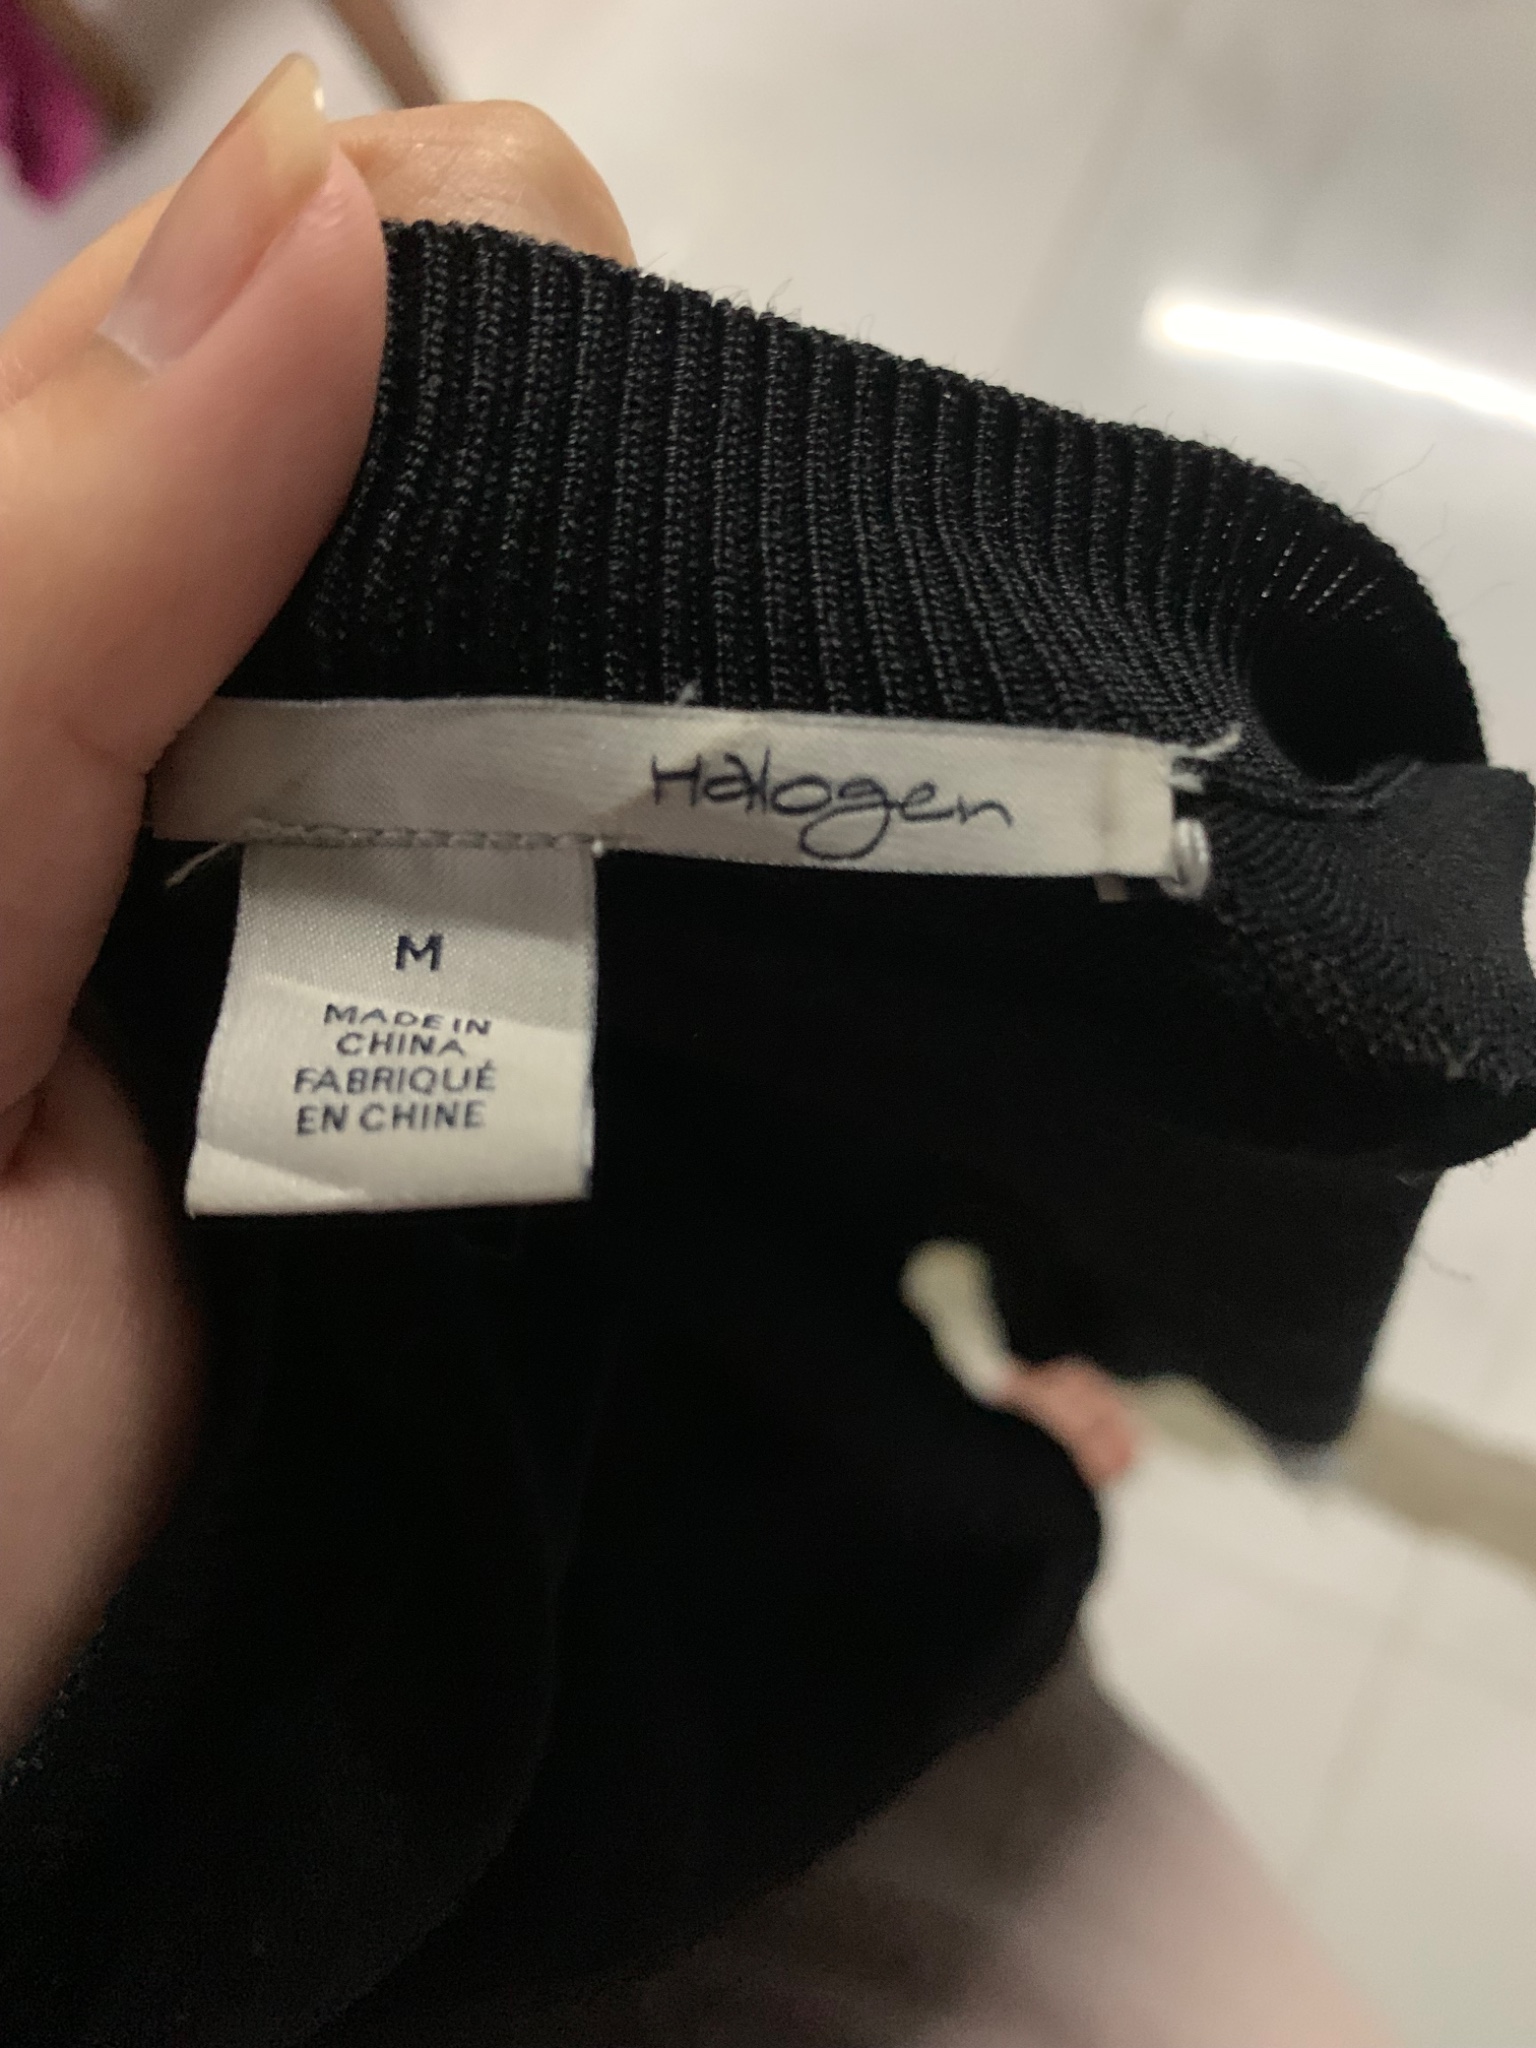 Halogen
M
MADE IN
CHINA
FABRIQUÉ
EN CHINE